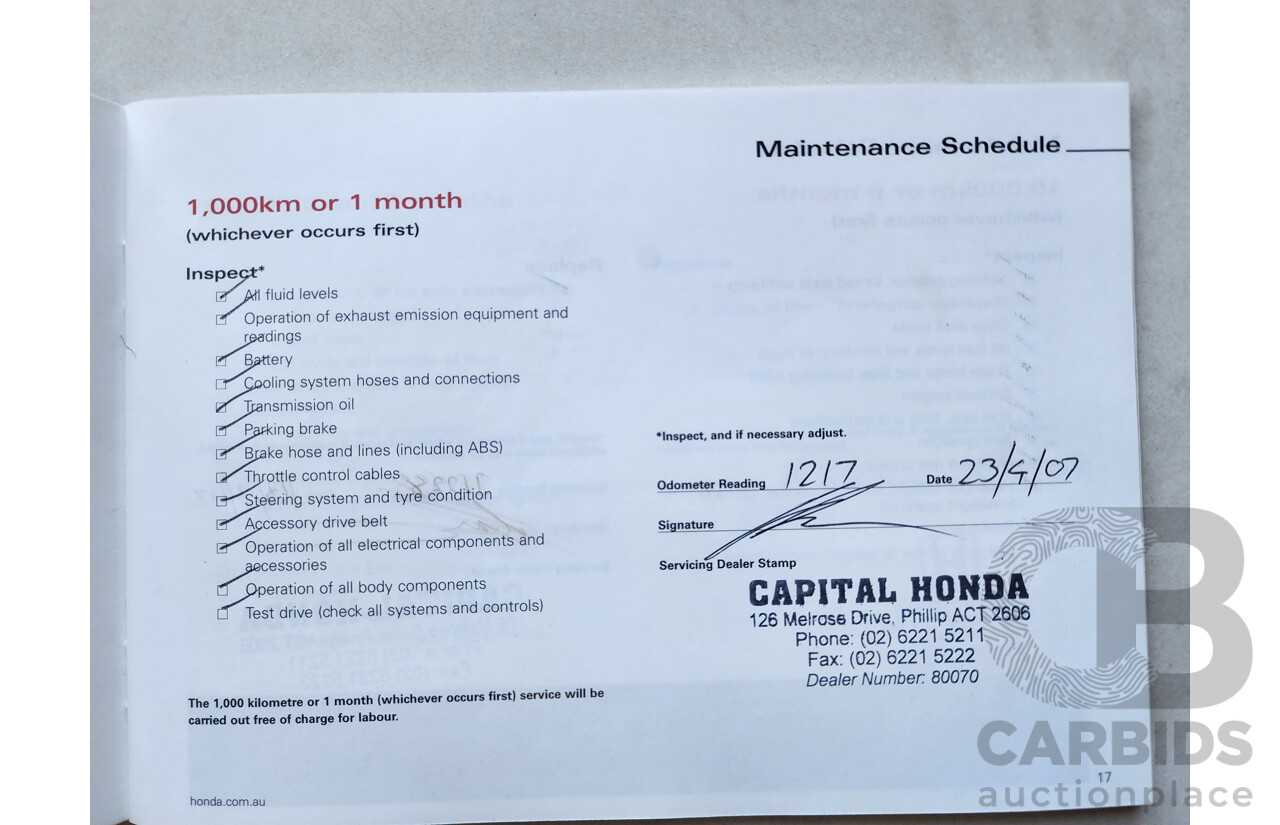 Maintenance Schedule
1,000km or 1 month
(whichever occurs first)
Inspect*
All fluid levels
Operation of exhaust emission equipment and
readings
Battery
Cooling system hoses and connections
Transmission oil
Parking brake
Brake hose and lines (including ABS)
Throttle control cables
Steering system and tyre condition
Accessory drive belt
Operation of all electrical components and
accessories
Operation of all body components
Test drive (check all systems and controls)
The 1,000 kilometre or 1 month (whichever occurs first) service will be
carried out free of charge for labour.
honda.com.au
*Inspect, and if necessary adjust.
Odometer Reading 1217 Date 23/4/07
Signature
Servicing Dealer Stamp
CAPITAL HONDA
126 Melrose Drive, Phillip ACT 2606
Phone: (02) 6221 5211
Fax: (02) 6221 5222
Dealer Number: 80070
17
CB
CARBIDS
auctionplace